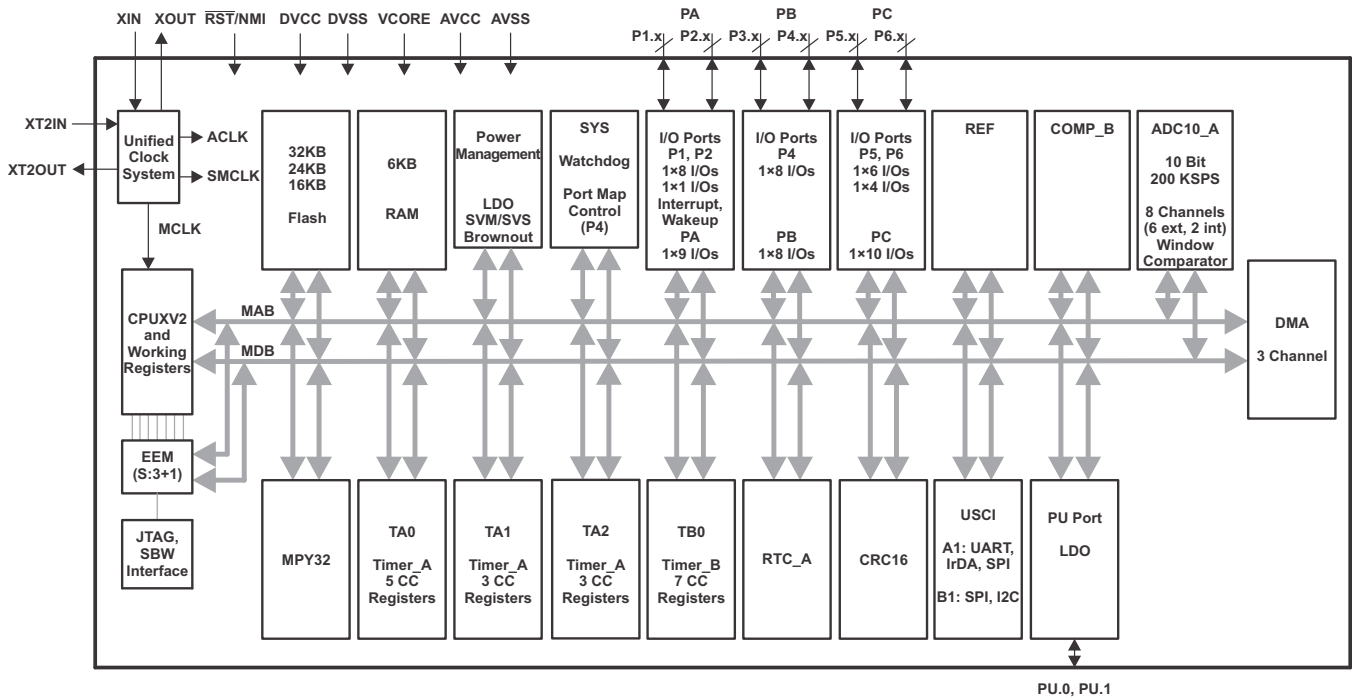 XIN XOUT RST/NMI DVCC DVSS VCORE AVCC AVSS
PA PB PC
P1.x P2.x P3.x P4.x P5.x P6.x
XT2IN
XT2OUT
Unified
Clock
System
ACLK
SMCLK
MCLK
32KB
24KB
16KB
Flash
6KB
RAM
Power
Management
LDO
SVM/SVS
Brownout
SYS
Watchdog
Port Map
Control
(P4)
I/O Ports
P1, P2
1×8 I/Os
1×1 I/Os
Interrupt,
Wakeup
PA
1×9 I/Os
I/O Ports
P4
1×8 I/Os
PB
1×8 I/Os
I/O Ports
P5, P6
1×6 I/Os
1×4 I/Os
PC
1×10 I/Os
REF
COMP_B
ADC10_A
10 Bit
200 KSPS
8 Channels
(6 ext, 2 int)
Window
Comparator
CPUXV2
and
Working
Registers
MAB
MDB
DMA
3 Channel
EEM
(S:3+1)
JTAG,
SBW
Interface
MPY32
TA0
Timer_A
5 CC
Registers
TA1
Timer_A
3 CC
Registers
TA2
Timer_A
3 CC
Registers
TB0
Timer_B
7 CC
Registers
RTC_A
CRC16
USCI
A1: UART,
IrDA, SPI
B1: SPI, I2C
PU Port
LDO
PU.0, PU.1